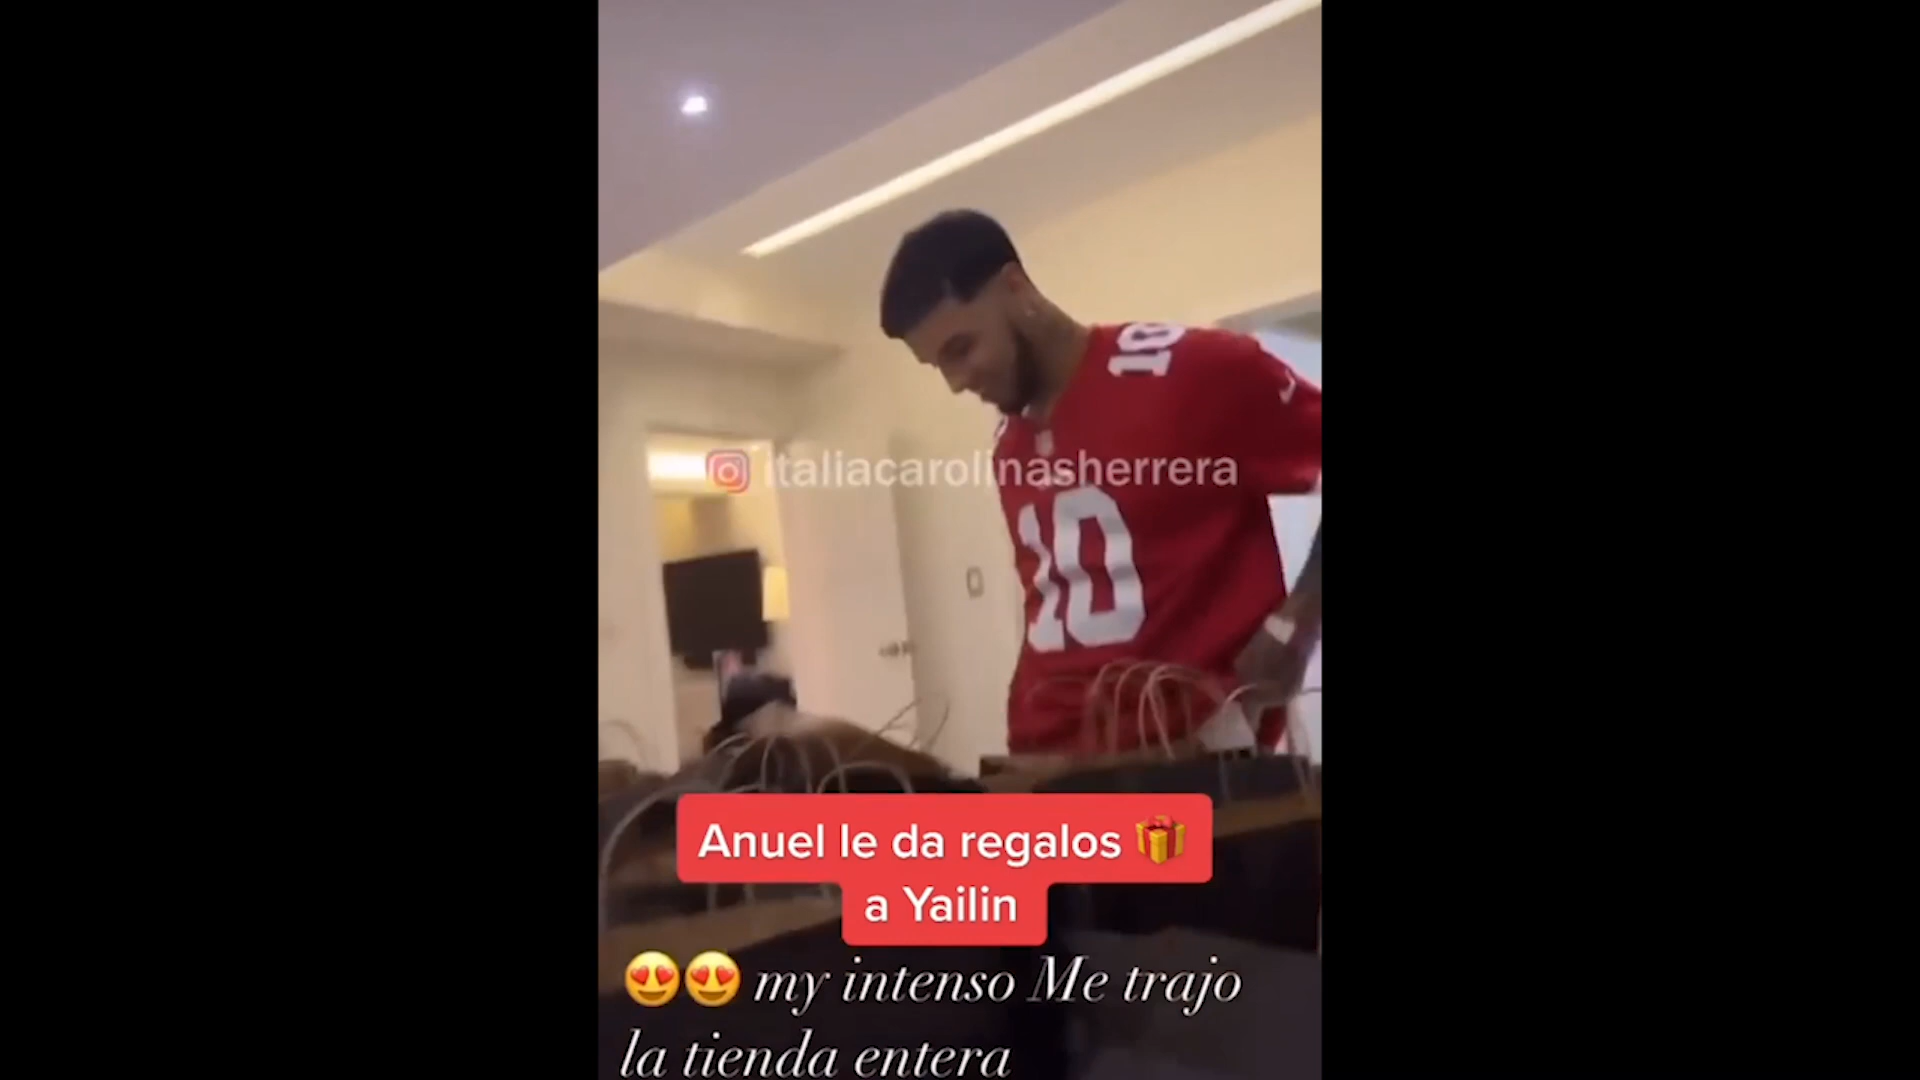 10
italiacarolinasherrera
10
Anuel le da regalos 🎁
a Yailin
😍😍 my intenso Me trajo
la tienda entera